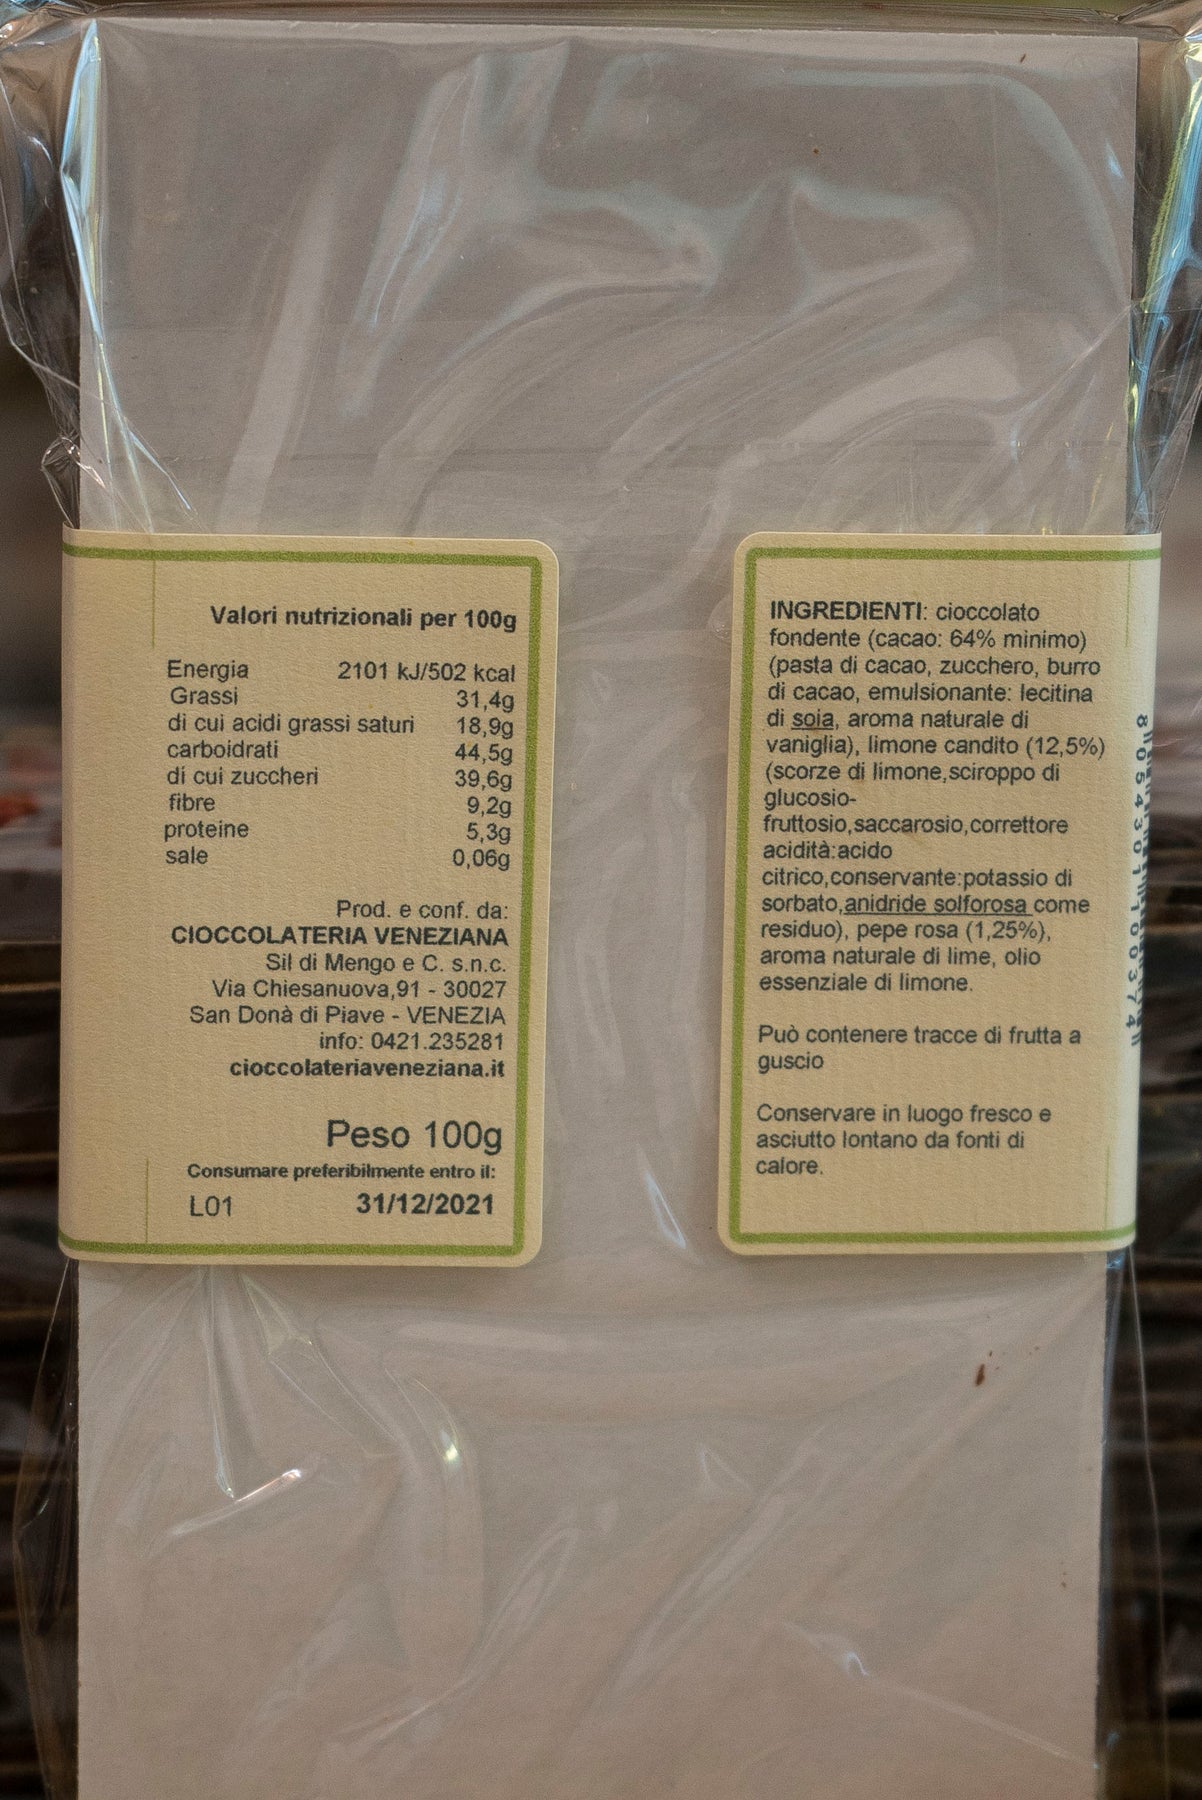 Valori nutrizionali per 100g
Energia 2101 kJ/502 kcal
Grassi 31,4g
di cui acidi grassi saturi 18,9g
carboidrati 44,5g
di cui zuccheri 39,6g
fibre 9,2g
proteine 5,3g
sale 0,06g
Prod. e conf. da:
CIOCCOLATERIA VENEZIANA
Sil di Mengo e C. s.n.c.
Via Chiesanuova,91 - 30027
San Donà di Piave - VENEZIA
info: 0421.235281
cioccolateriaveneziana.it
Peso 100g
Consumare preferibilmente entro il:
L01 31/12/2021
INGREDIENTI: cioccolato
fondente (cacao: 64% minimo)
(pasta di cacao, zucchero, burro
di cacao, emulsionante: lecitina
di soia, aroma naturale di
vaniglia), limone candito (12,5%)
(scorze di limone,sciroppo di
glucosio-
fruttosio,saccarosio,correttore
acidità:acido
citrico,conservante:potassio di
sorbato,anidride solforosa come
residuo), pepe rosa (1,25%),
aroma naturale di lime, olio
essenziale di limone.
Può contenere tracce di frutta a
guscio
Conservare in luogo fresco e
asciutto lontano da fonti di
calore.